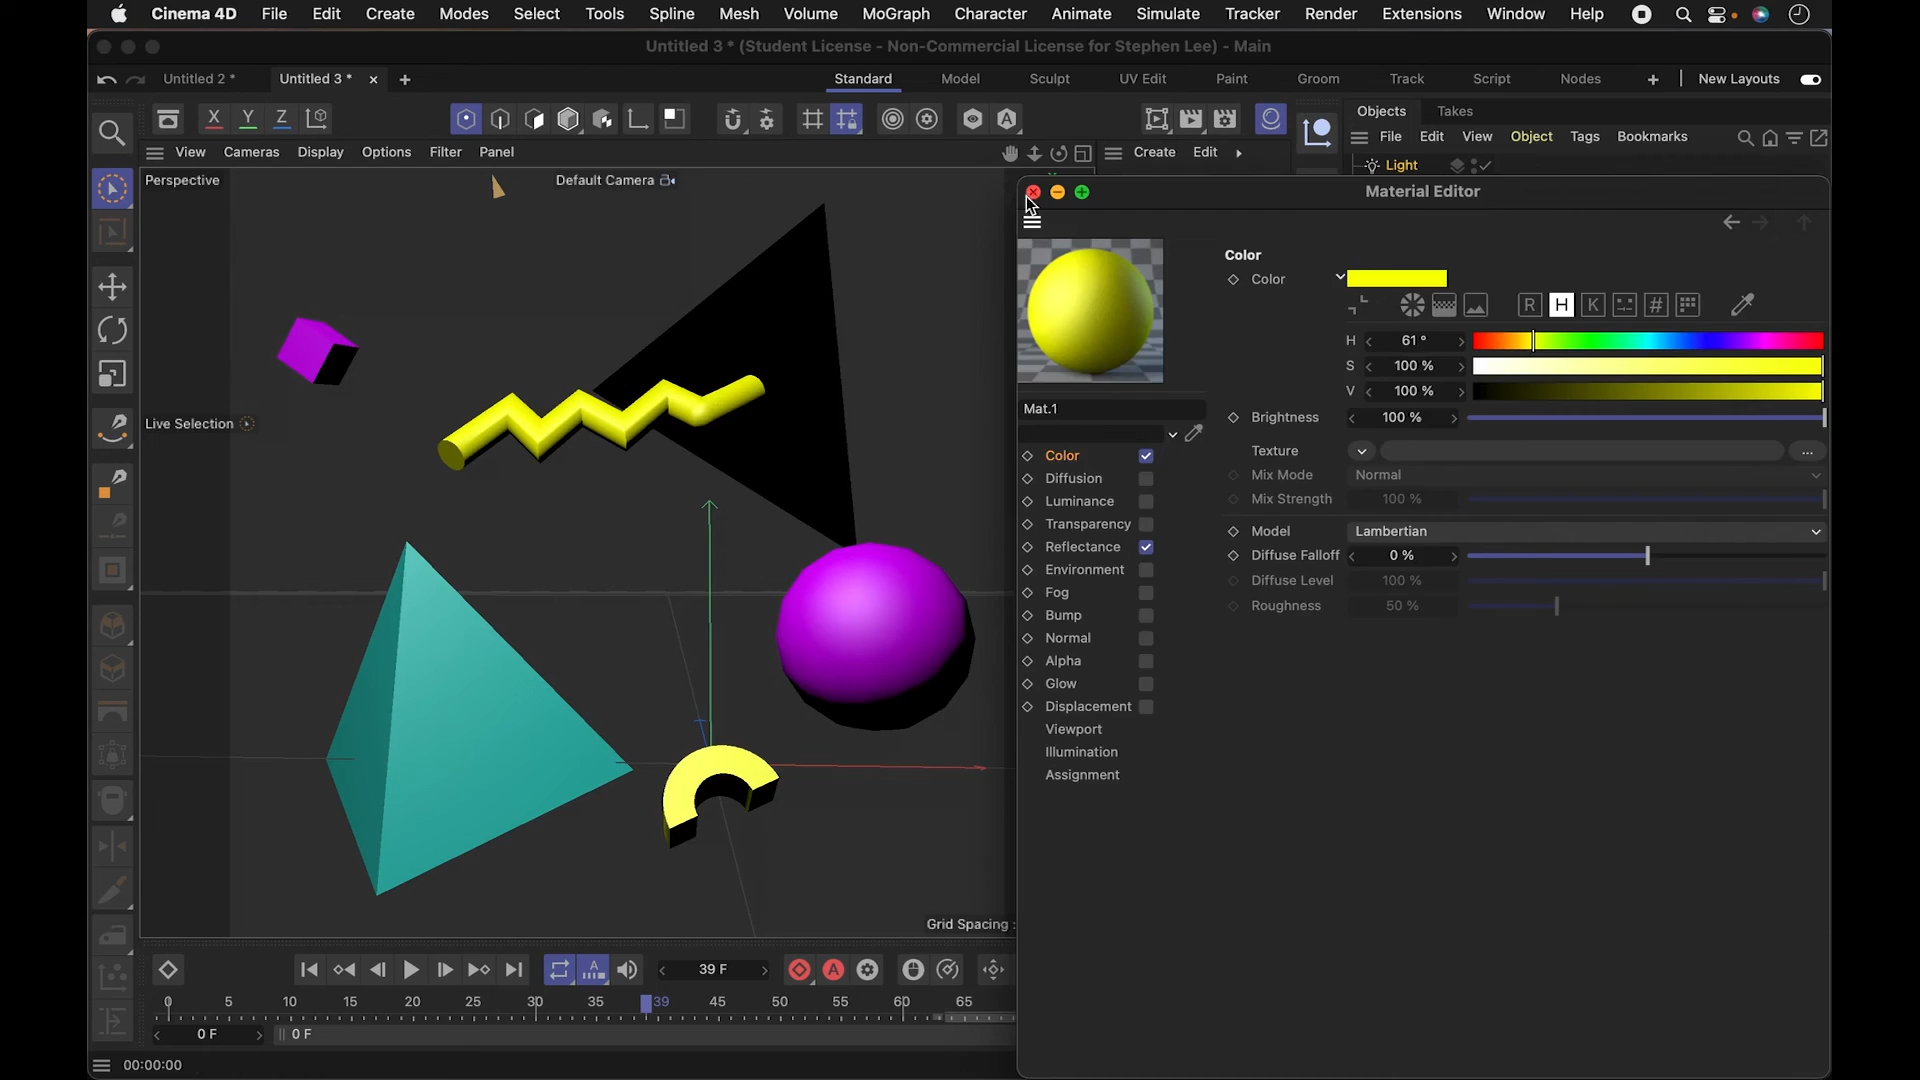 Cinema 4D File Edit Create Modes Select Tools Spline Mesh Volume MoGraph Character Animate Simulate Tracker Render Extensions Window Help
Untitled 3 * (Student License - Non-Commercial License for Stephen Lee) - Main
Untitled 2 * Untitled 3 * Standard Model Sculpt UV Edit Paint Groom Track Script Nodes New Layouts
X Y Z Objects Takes
File Edit View Object Tags Bookmarks
View Cameras Display Options Filter Panel Create Edit
Light
Perspective Default Camera
Material Editor
Color
Color
R H K #
H 61 °
S 100 %
V 100 %
Mat.1
Brightness 100 %
Live Selection
Texture ...
Color
Mix Mode Normal
Diffusion
Mix Strength 100 %
Luminance
Transparency
Model Lambertian
Reflectance
Diffuse Falloff 0 %
Environment
Diffuse Level 100 %
Fog
Roughness 50 %
Bump
Normal
Alpha
Glow
Displacement
Viewport
Illumination
Assignment
Grid Spacing :
39 F
0 5 10 15 20 25 30 35 39 45 50 55 60 65
0 F 0 F
00:00:00